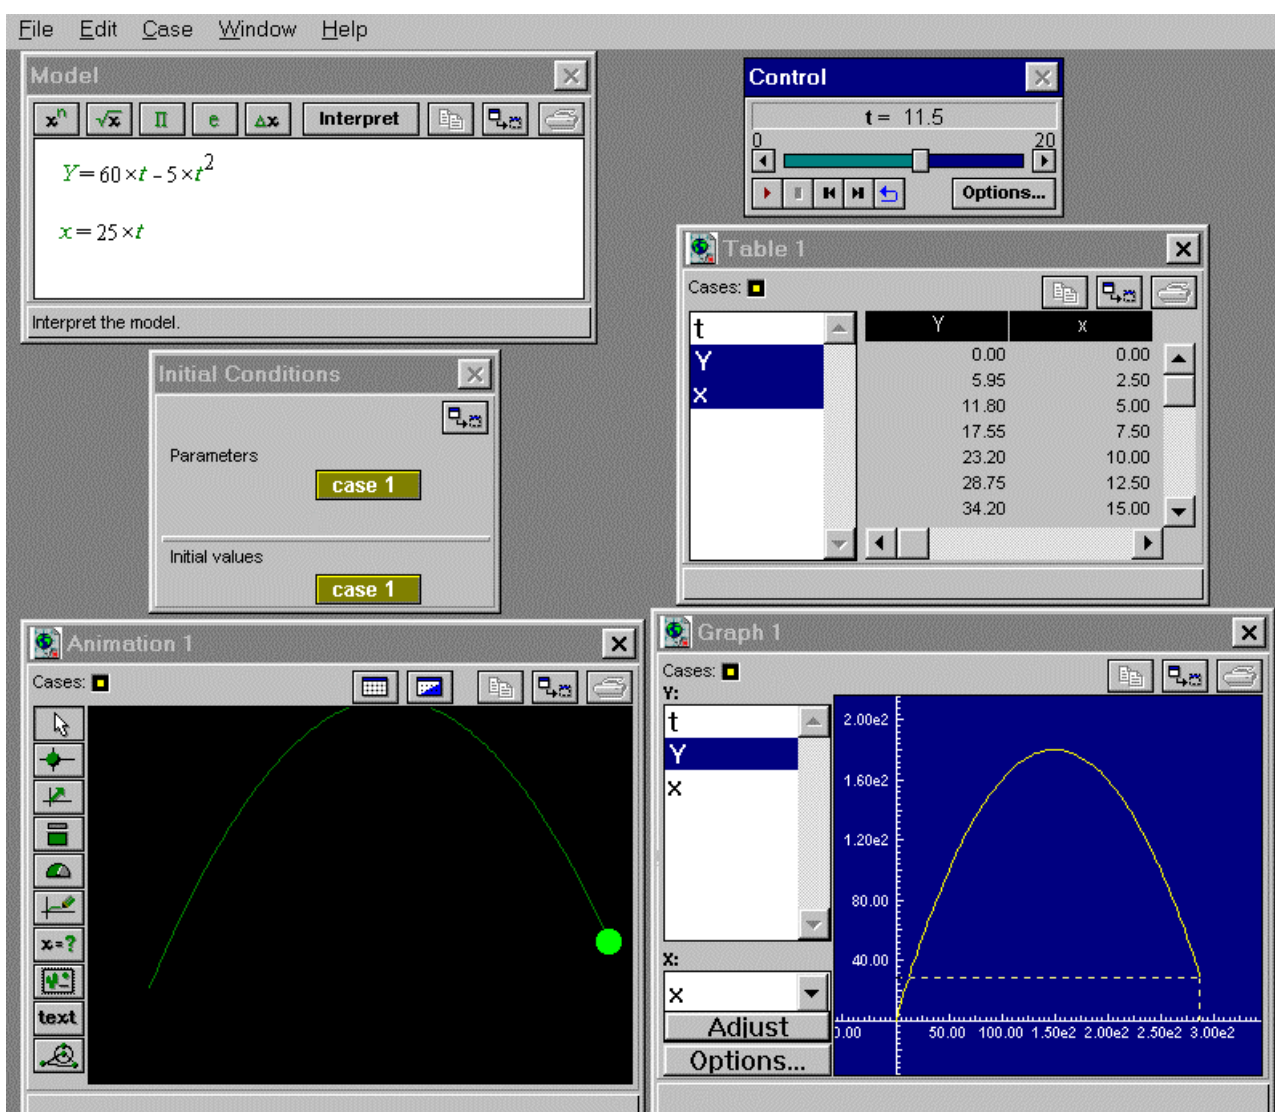 File Edit Case Window Help
Model
xⁿ √x Π e Δx Interpret
Y=60×t-5×t²
x=25×t
Interpret the model.
Control
t= 11.5
0 20
Options...
Table 1
Cases:
t
Y
x
Y x
0.00 0.00
5.95 2.50
11.80 5.00
17.55 7.50
23.20 10.00
28.75 12.50
34.20 15.00
Initial Conditions
Parameters
case 1
Initial values
case 1
Animation 1
Cases:
x=?
text
Graph 1
Cases:
Y:
t
Y
x
X:
x
Adjust
Options...
2.00e2
1.60e2
1.20e2
80.00
40.00
0.00 50.00 100.00 1.50e2 2.00e2 2.50e2 3.00e2